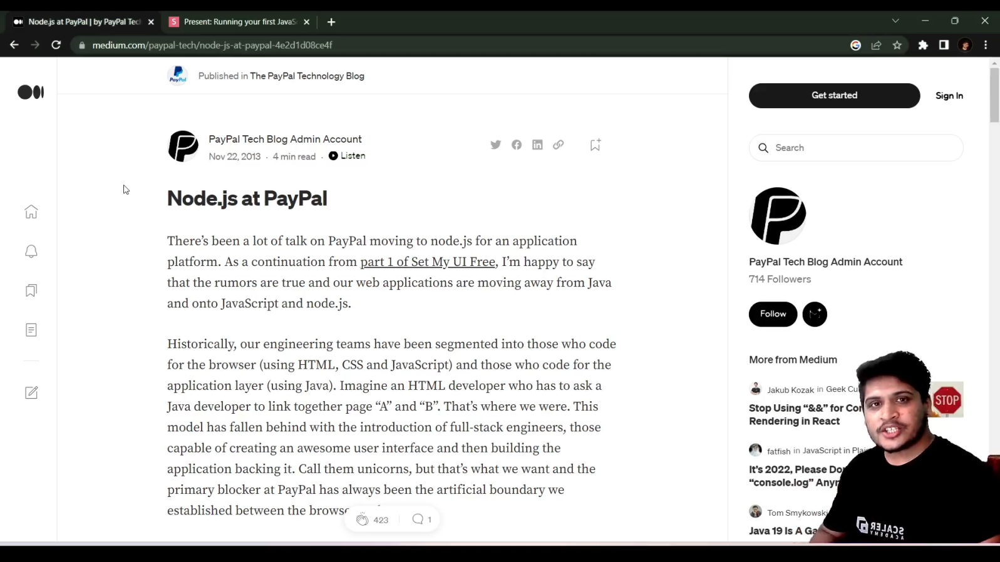 Node.js at PayPal | by PayPal Tec
Present: Running your first JavaS
medium.com/paypal-tech/node-js-at-paypal-4e2d1d08ce4f
PayPal
Published in The PayPal Technology Blog
Get started
Sign In
PayPal Tech Blog Admin Account
Nov 22, 2013 · 4 min read · Listen
Search
Node.js at PayPal
There’s been a lot of talk on PayPal moving to node.js for an application
platform. As a continuation from part 1 of Set My UI Free, I’m happy to say
that the rumors are true and our web applications are moving away from Java
and onto JavaScript and node.js.
Historically, our engineering teams have been segmented into those who code
for the browser (using HTML, CSS and JavaScript) and those who code for the
application layer (using Java). Imagine an HTML developer who has to ask a
Java developer to link together page “A” and “B”. That’s where we were. This
model has fallen behind with the introduction of full-stack engineers, those
capable of creating an awesome user interface and then building the
application backing it. Call them unicorns, but that’s what we want and the
primary blocker at PayPal has always been the artificial boundary we
established between the browse
423
1
PayPal Tech Blog Admin Account
714 Followers
Follow
More from Medium
Jakub Kozak in Geek Cu
Stop Using “&&” for Con
Rendering in React
STOP
fatfish in JavaScript in Plai
It’s 2022, Please Do
“console.log” Any
Tom Smykowski
Java 19 Is A Ga
SCALER
ACADEMY